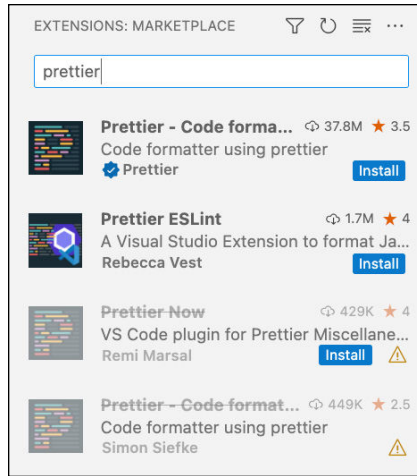 EXTENSIONS: MARKETPLACE
prettier
Prettier - Code forma... 37.8M ★ 3.5
Code formatter using prettier
Prettier
Install
Prettier ESLint 1.7M ★ 4
A Visual Studio Extension to format Ja...
Rebecca Vest
Install
Prettier Now 429K ★ 4
VS Code plugin for Prettier Miscellane...
Remi Marsal
Install
Prettier - Code format... 449K ★ 2.5
Code formatter using prettier
Simon Siefke